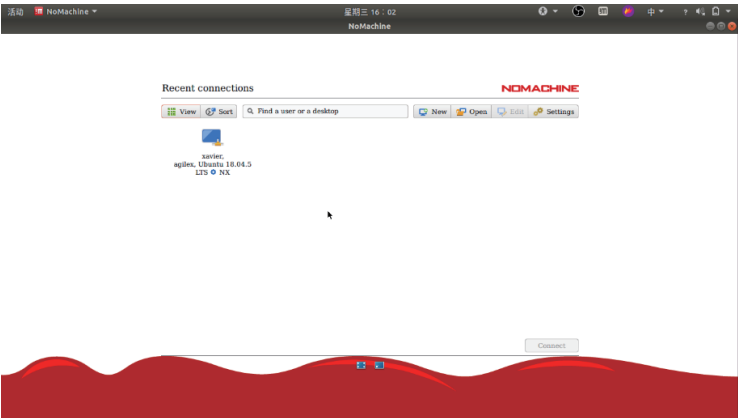 活动 NoMachine
星期三 16：02
中
?
NoMachine
Recent connections
NOMACHINE
View Sort Find a user or a desktop New Open Edit Settings
xavier,
agilex, Ubuntu 18.04.5
LTS NX
Connect